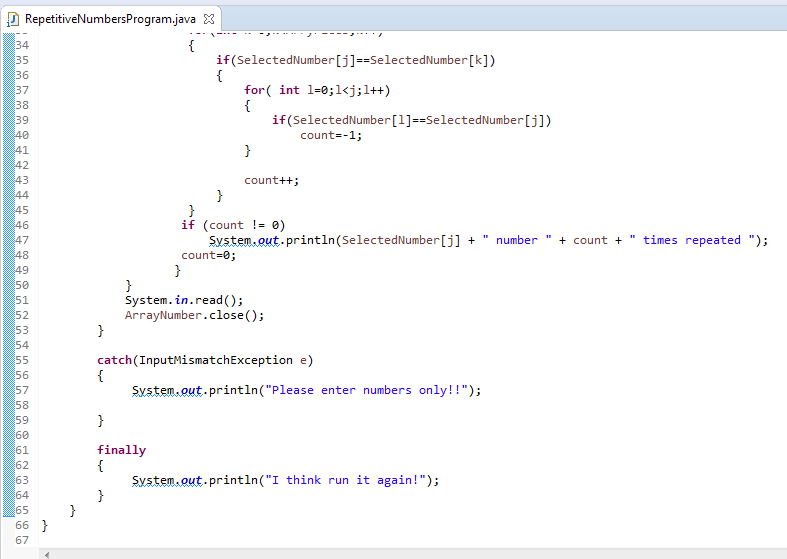 RepetitiveNumbersProgram.java
34 {
35 if(SelectedNumber[j]==SelectedNumber[k])
36 {
37 for( int l=0;l<j;l++)
38 {
39 if(SelectedNumber[l]==SelectedNumber[j])
40 count=-1;
41 }
42
43 count++;
44 }
45 }
46 if (count != 0)
47 System.out.println(SelectedNumber[j] + " number " + count + " times repeated ");
48 count=0;
49 }
50 }
51 System.in.read();
52 ArrayNumber.close();
53 }
54
55 catch(InputMismatchException e)
56 {
57 System.out.println("Please enter numbers only!!");
58
59 }
60
61 finally
62 {
63 System.out.println("I think run it again!");
64 }
65 }
66 }
67